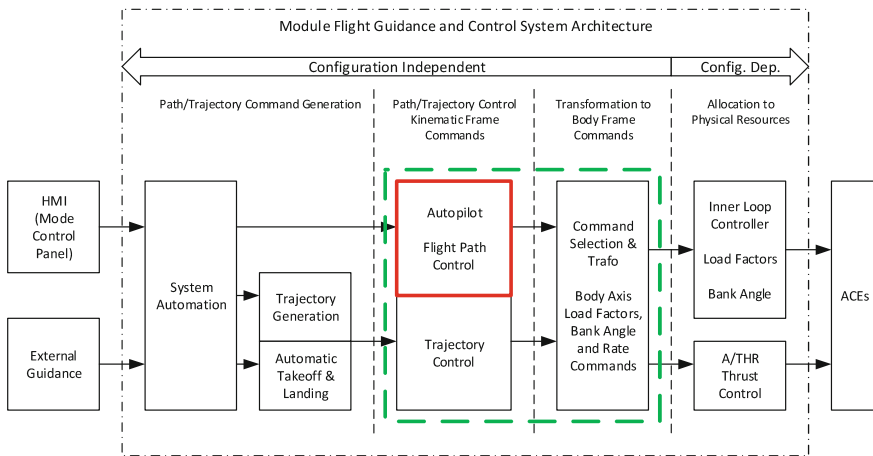 Module Flight Guidance and Control System Architecture
Configuration Independent
Config. Dep.
Path/Trajectory Command Generation
Path/Trajectory Control
Kinematic Frame
Commands
Transformation to
Body Frame
Commands
Allocation to
Physical Resources
HMI
(Mode
Control
Panel)
External
Guidance
System
Automation
Trajectory
Generation
Automatic
Takeoff &
Landing
Autopilot
Flight Path
Control
Trajectory
Control
Command
Selection &
Trafo
Body Axis
Load Factors,
Bank Angle
and Rate
Commands
Inner Loop
Controller
Load Factors
Bank Angle
A/THR
Thrust
Control
ACEs